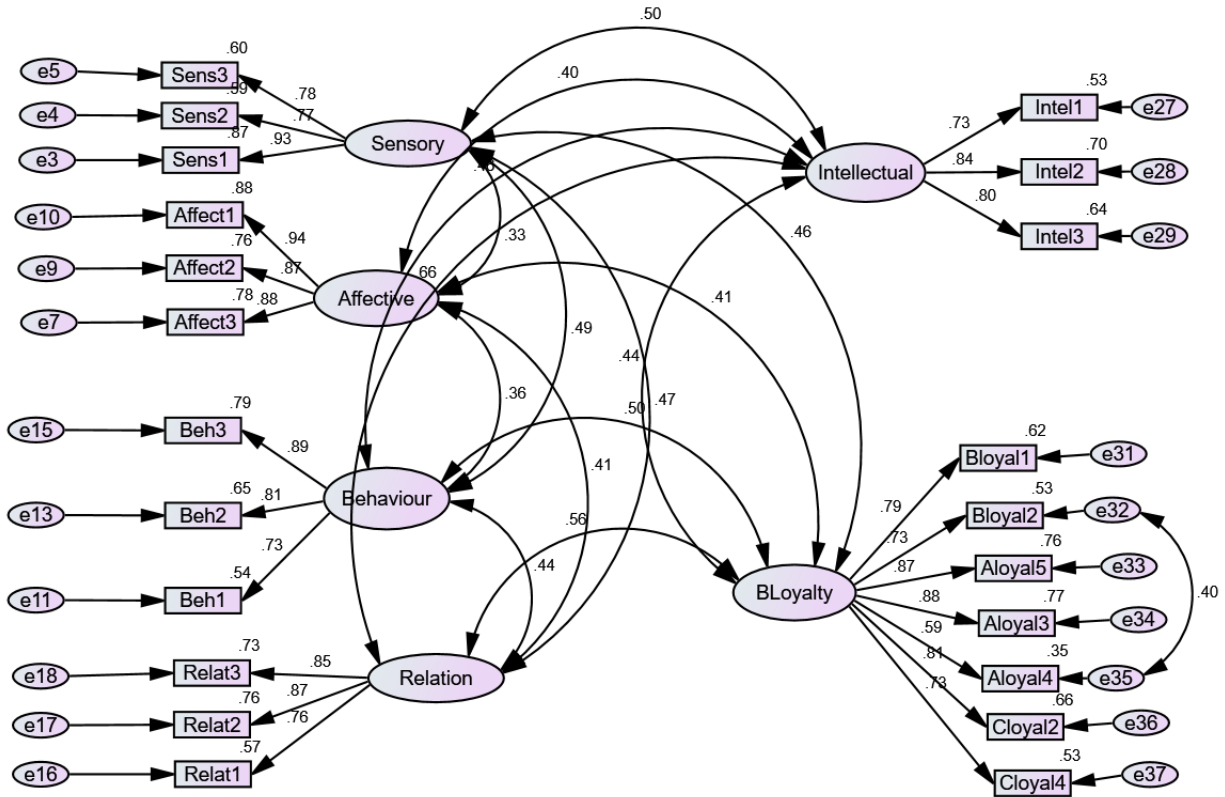 .50
.60
e5
Sens3
.78
.40
.53
Intel1
e27
.59
e4
Sens2
.77
.73
.87
.93
Sensory
e3
Sens1
Intellectual
.84
.70
Intel2
e28
.88
.80
e10
Affect1
.94
.33
.46
.64
Intel3
e29
.76
e9
Affect2
.87
.66
.78
.88
Affective
.41
e7
Affect3
.49
.44
.36
.47
.50
.79
e15
Beh3
.89
.62
Bloyal1
e31
.41
.65
.81
Behaviour
.79
.53
Bloyal2
e32
e13
Beh2
.56
.73
.73
.76
.87
Aloyal5
e33
.44
.54
e11
Beh1
BLoyalty
.88
.77
.40
.59
Aloyal3
e34
.73
.85
.81
.35
e18
Relat3
Relation
.73
Aloyal4
e35
.76
.87
.66
e17
Relat2
.76
Cloyal2
e36
.57
.53
e16
Relat1
Cloyal4
e37